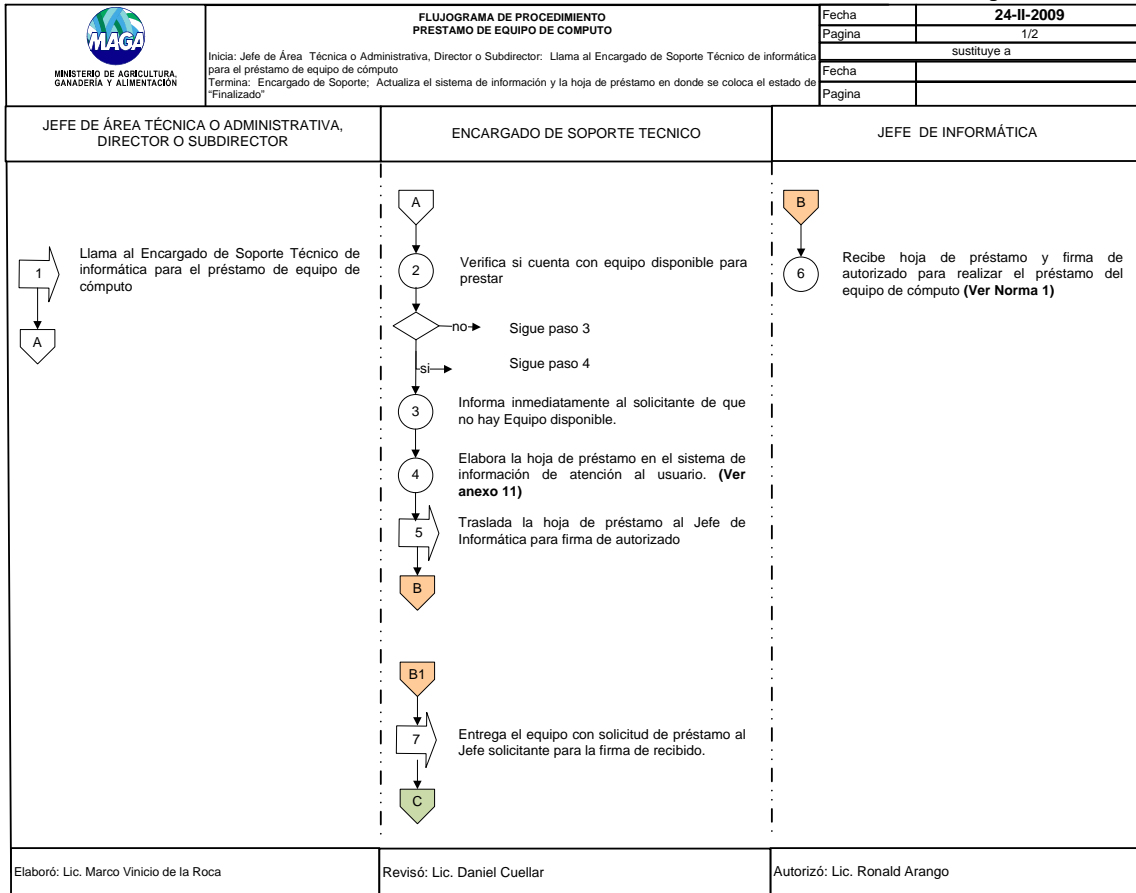 MAGA
MINISTERIO DE AGRICULTURA,
GANADERÍA Y ALIMENTACIÓN
FLUJOGRAMA DE PROCEDIMIENTO
PRESTAMO DE EQUIPO DE COMPUTO
Inicia: Jefe de Área Técnica o Administrativa, Director o Subdirector: Llama al Encargado de Soporte Técnico de informática
para el préstamo de equipo de cómputo
Termina: Encargado de Soporte; Actualiza el sistema de información y la hoja de préstamo en donde se coloca el estado de
"Finalizado"
Fecha 24-II-2009
Pagina 1/2
sustituye a
Fecha
Pagina
JEFE DE ÁREA TÉCNICA O ADMINISTRATIVA,
DIRECTOR O SUBDIRECTOR
ENCARGADO DE SOPORTE TECNICO
JEFE DE INFORMÁTICA
1
Llama al Encargado de Soporte Técnico de
informática para el préstamo de equipo de
cómputo
A
A
2
Verifica si cuenta con equipo disponible para
prestar
no
Sigue paso 3
si
Sigue paso 4
3
Informa inmediatamente al solicitante de que
no hay Equipo disponible.
4
Elabora la hoja de préstamo en el sistema de
información de atención al usuario. (Ver
anexo 11)
5
Traslada la hoja de préstamo al Jefe de
Informática para firma de autorizado
B
B1
7
Entrega el equipo con solicitud de préstamo al
Jefe solicitante para la firma de recibido.
C
B
6
Recibe hoja de préstamo y firma de
autorizado para realizar el préstamo del
equipo de cómputo (Ver Norma 1)
Elaboró: Lic. Marco Vinicio de la Roca
Revisó: Lic. Daniel Cuellar
Autorizó: Lic. Ronald Arango